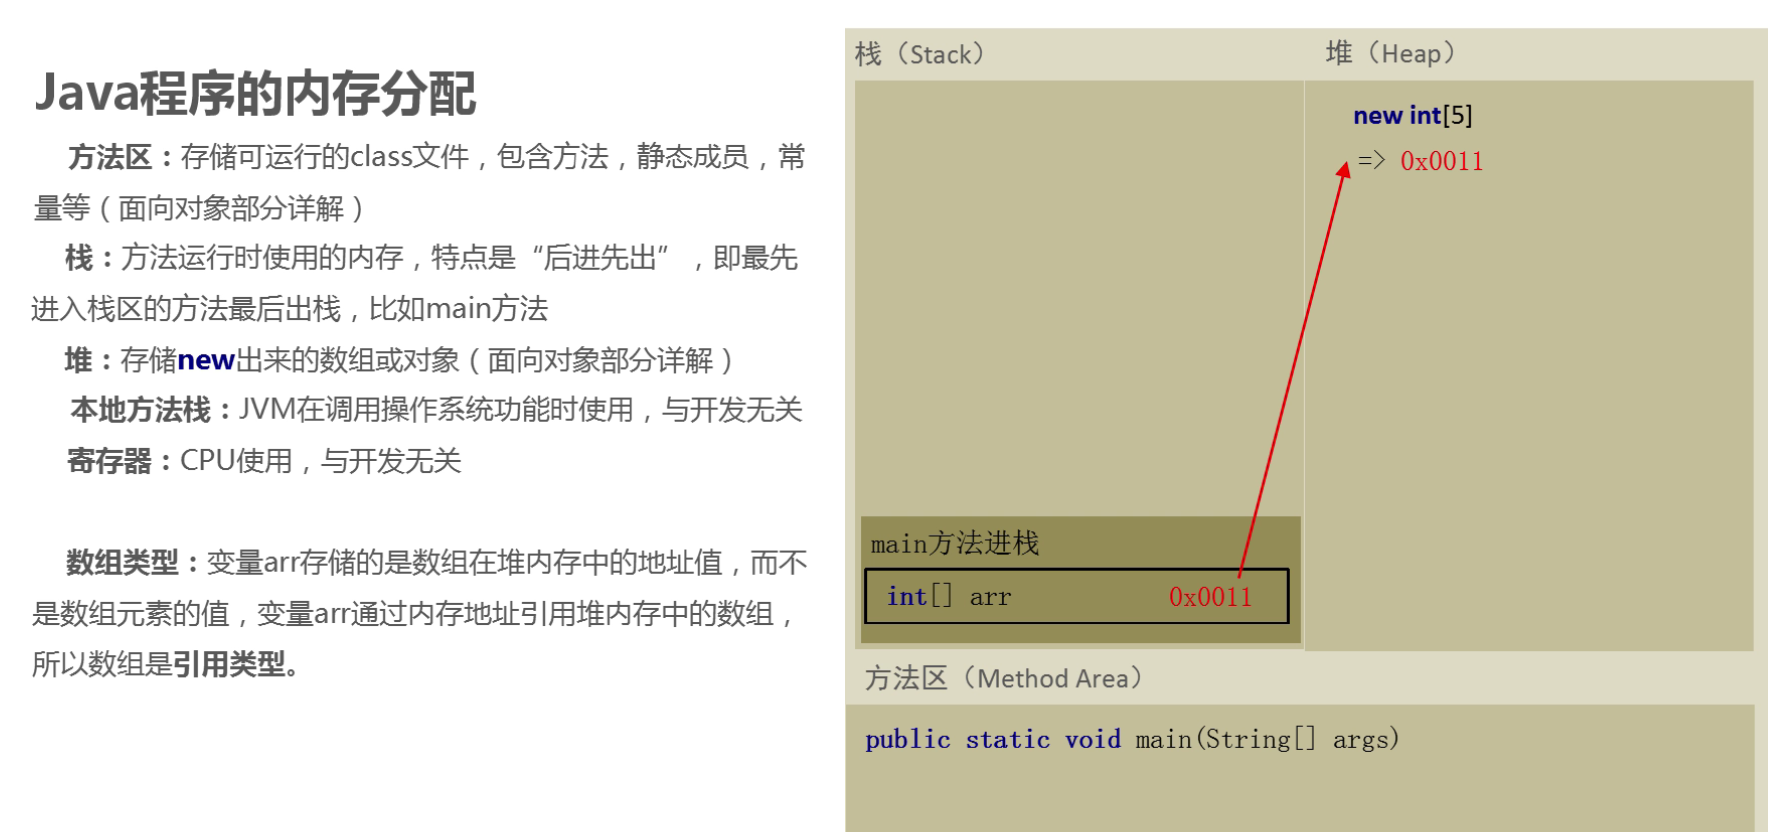 Java程序的内存分配
方法区：存储可运行的class文件，包含方法，静态成员，常
量等（面向对象部分详解）
栈：方法运行时使用的内存，特点是“后进先出”，即最先
进入栈区的方法最后出栈，比如main方法
堆：存储new出来的数组或对象（面向对象部分详解）
本地方法栈：JVM在调用操作系统功能时使用，与开发无关
寄存器：CPU使用，与开发无关
数组类型：变量arr存储的是数组在堆内存中的地址值，而不
是数组元素的值，变量arr通过内存地址引用堆内存中的数组，
所以数组是引用类型。
栈（Stack）
堆（Heap）
new int[5]
=> 0x0011
main方法进栈
int[] arr 0x0011
方法区（Method Area）
public static void main(String[] args)